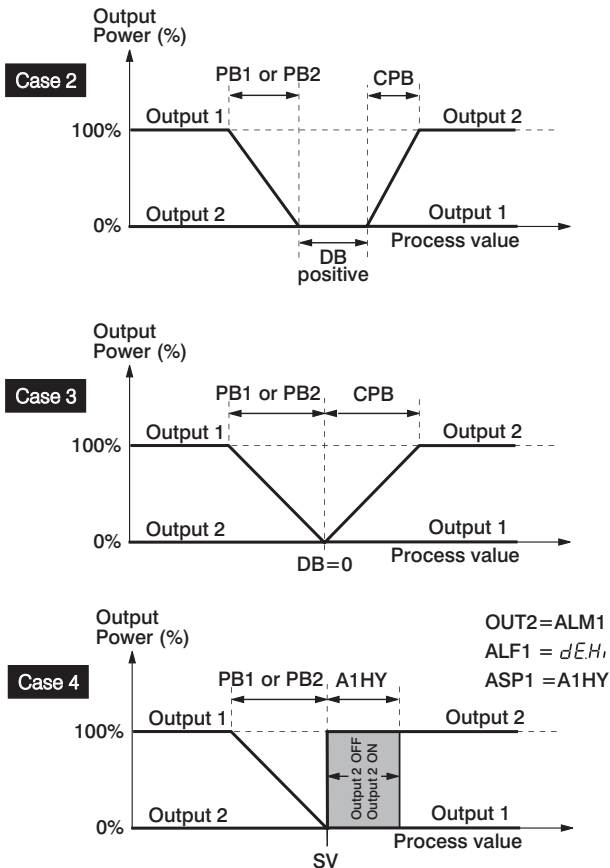 Output
Power (%)
Case 2
PB1 or PB2
CPB
Output 1
Output 2
100%
Output 2
Output 1
0%
Process value
DB
positive
Output
Power (%)
Case 3
PB1 or PB2
CPB
Output 1
Output 2
100%
Output 2
Output 1
0%
Process value
DB=0
Output
Power (%)
OUT2=ALM1
ALF1 = dE.Hi
ASP1 =A1HY
Case 4
PB1 or PB2
A1HY
Output 1
Output 2
100%
Output 2 OFF
Output 2 ON
Output 2
Output 1
0%
Process value
SV